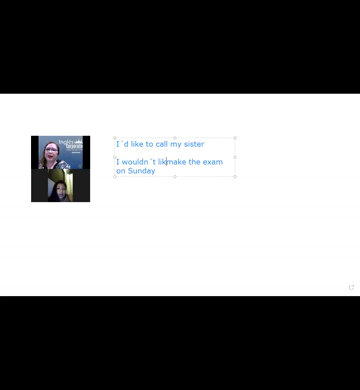 I´d like to call my sister
I wouldn´t likmake the exam
on Sunday